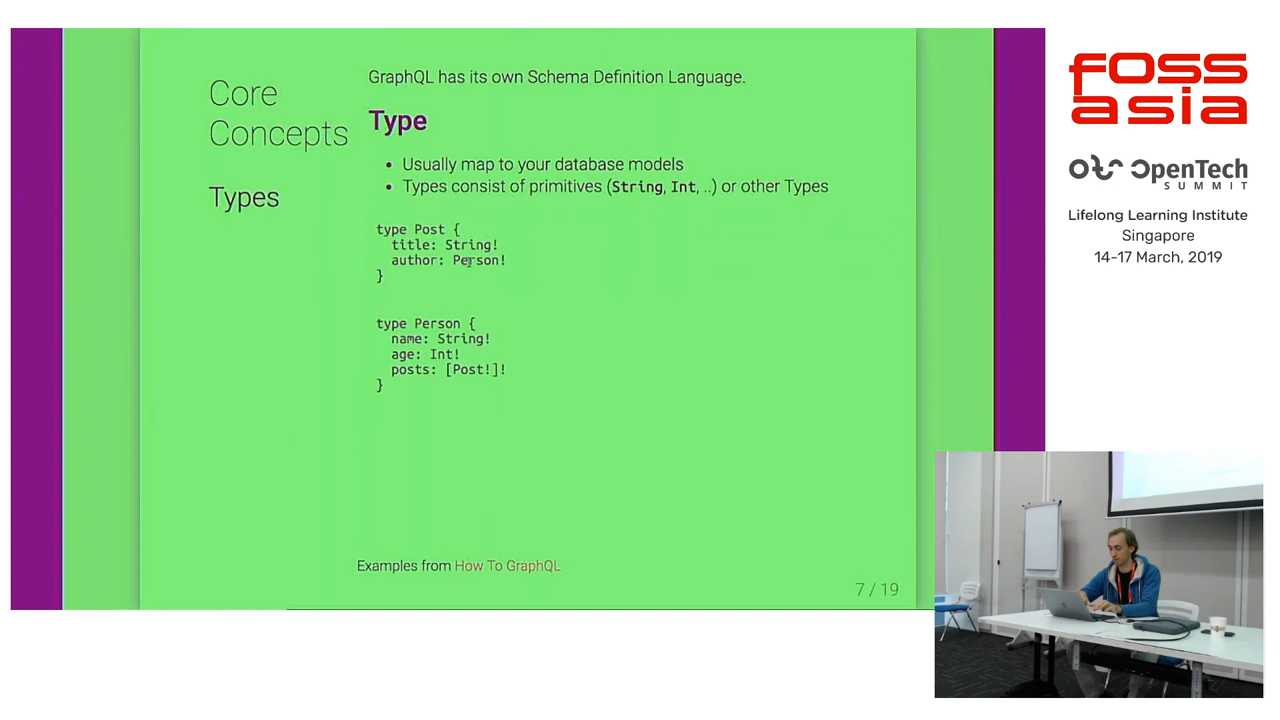 Core
Concepts
Types
GraphQL has its own Schema Definition Language.
Type
• Usually map to your database models
• Types consist of primitives (String, Int, ..) or other Types
type Post {
  title: String!
  author: Person!
}
type Person {
  name: String!
  age: Int!
  posts: [Post!]!
}
Examples from How To GraphQL
7 / 19
FOSS
asia
OTS OpenTech
SUMMIT
Lifelong Learning Institute
Singapore
14-17 March, 2019